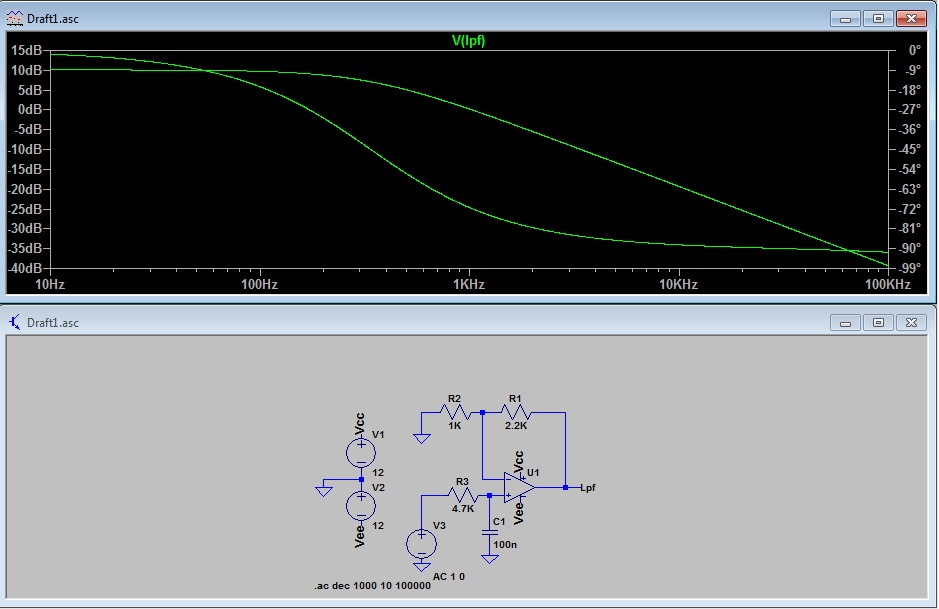 Draft1.asc
V(lpf)
15dB 0°
10dB -9°
5dB -18°
0dB -27°
-5dB -36°
-10dB -45°
-15dB -54°
-20dB -63°
-25dB -72°
-30dB -81°
-35dB -90°
-40dB -99°
10Hz 100Hz 1KHz 10KHz 100KHz
Draft1.asc
R2 R1
1K 2.2K
Vcc
V1
12
V2
12
Vee
R3
4.7K
Vcc
U1
Vee
Lpf
C1
100n
V3
AC 1 0
.ac dec 1000 10 100000